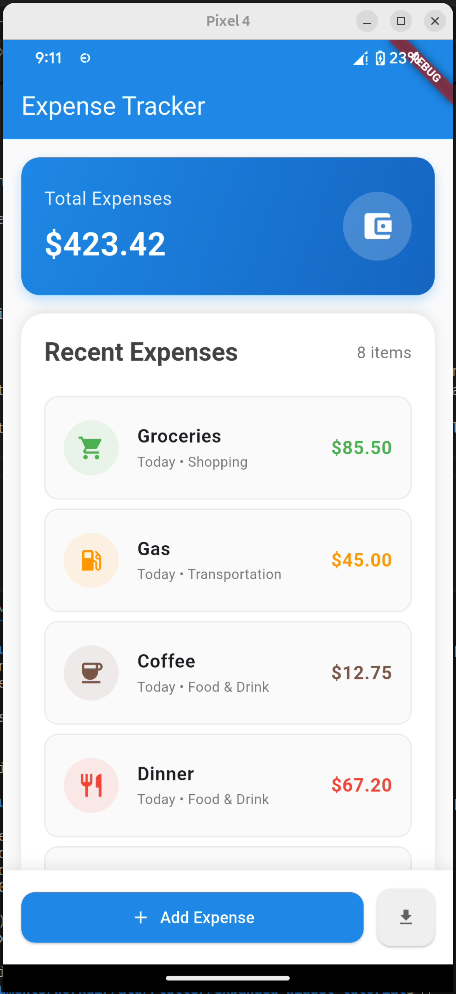 Pixel 4
9:11
23%
DEBUG
Expense Tracker
Total Expenses
$423.42
Recent Expenses
8 items
Groceries
Today • Shopping
$85.50
Gas
Today • Transportation
$45.00
Coffee
Today • Food & Drink
$12.75
Dinner
Today • Food & Drink
$67.20
Add Expense